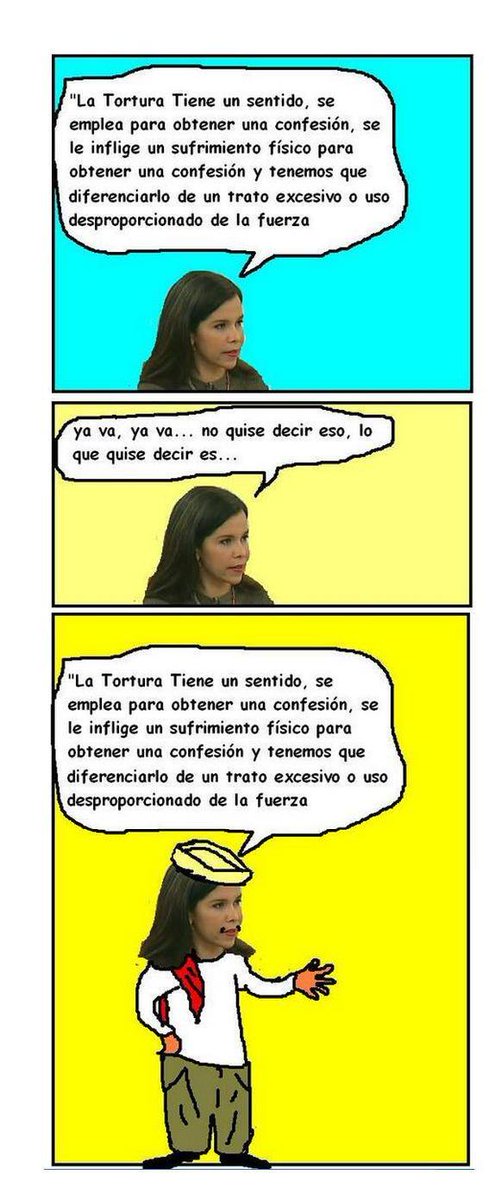 "La Tortura Tiene un sentido, se
emplea para obtener una confesión, se
le inflige un sufrimiento físico para
obtener una confesión y tenemos que
diferenciarlo de un trato excesivo o uso
desproporcionado de la fuerza
ya va, ya va... no quise decir eso, lo
que quise decir es...
"La Tortura Tiene un sentido, se
emplea para obtener una confesión, se
le inflige un sufrimiento físico para
obtener una confesión y tenemos que
diferenciarlo de un trato excesivo o uso
desproporcionado de la fuerza